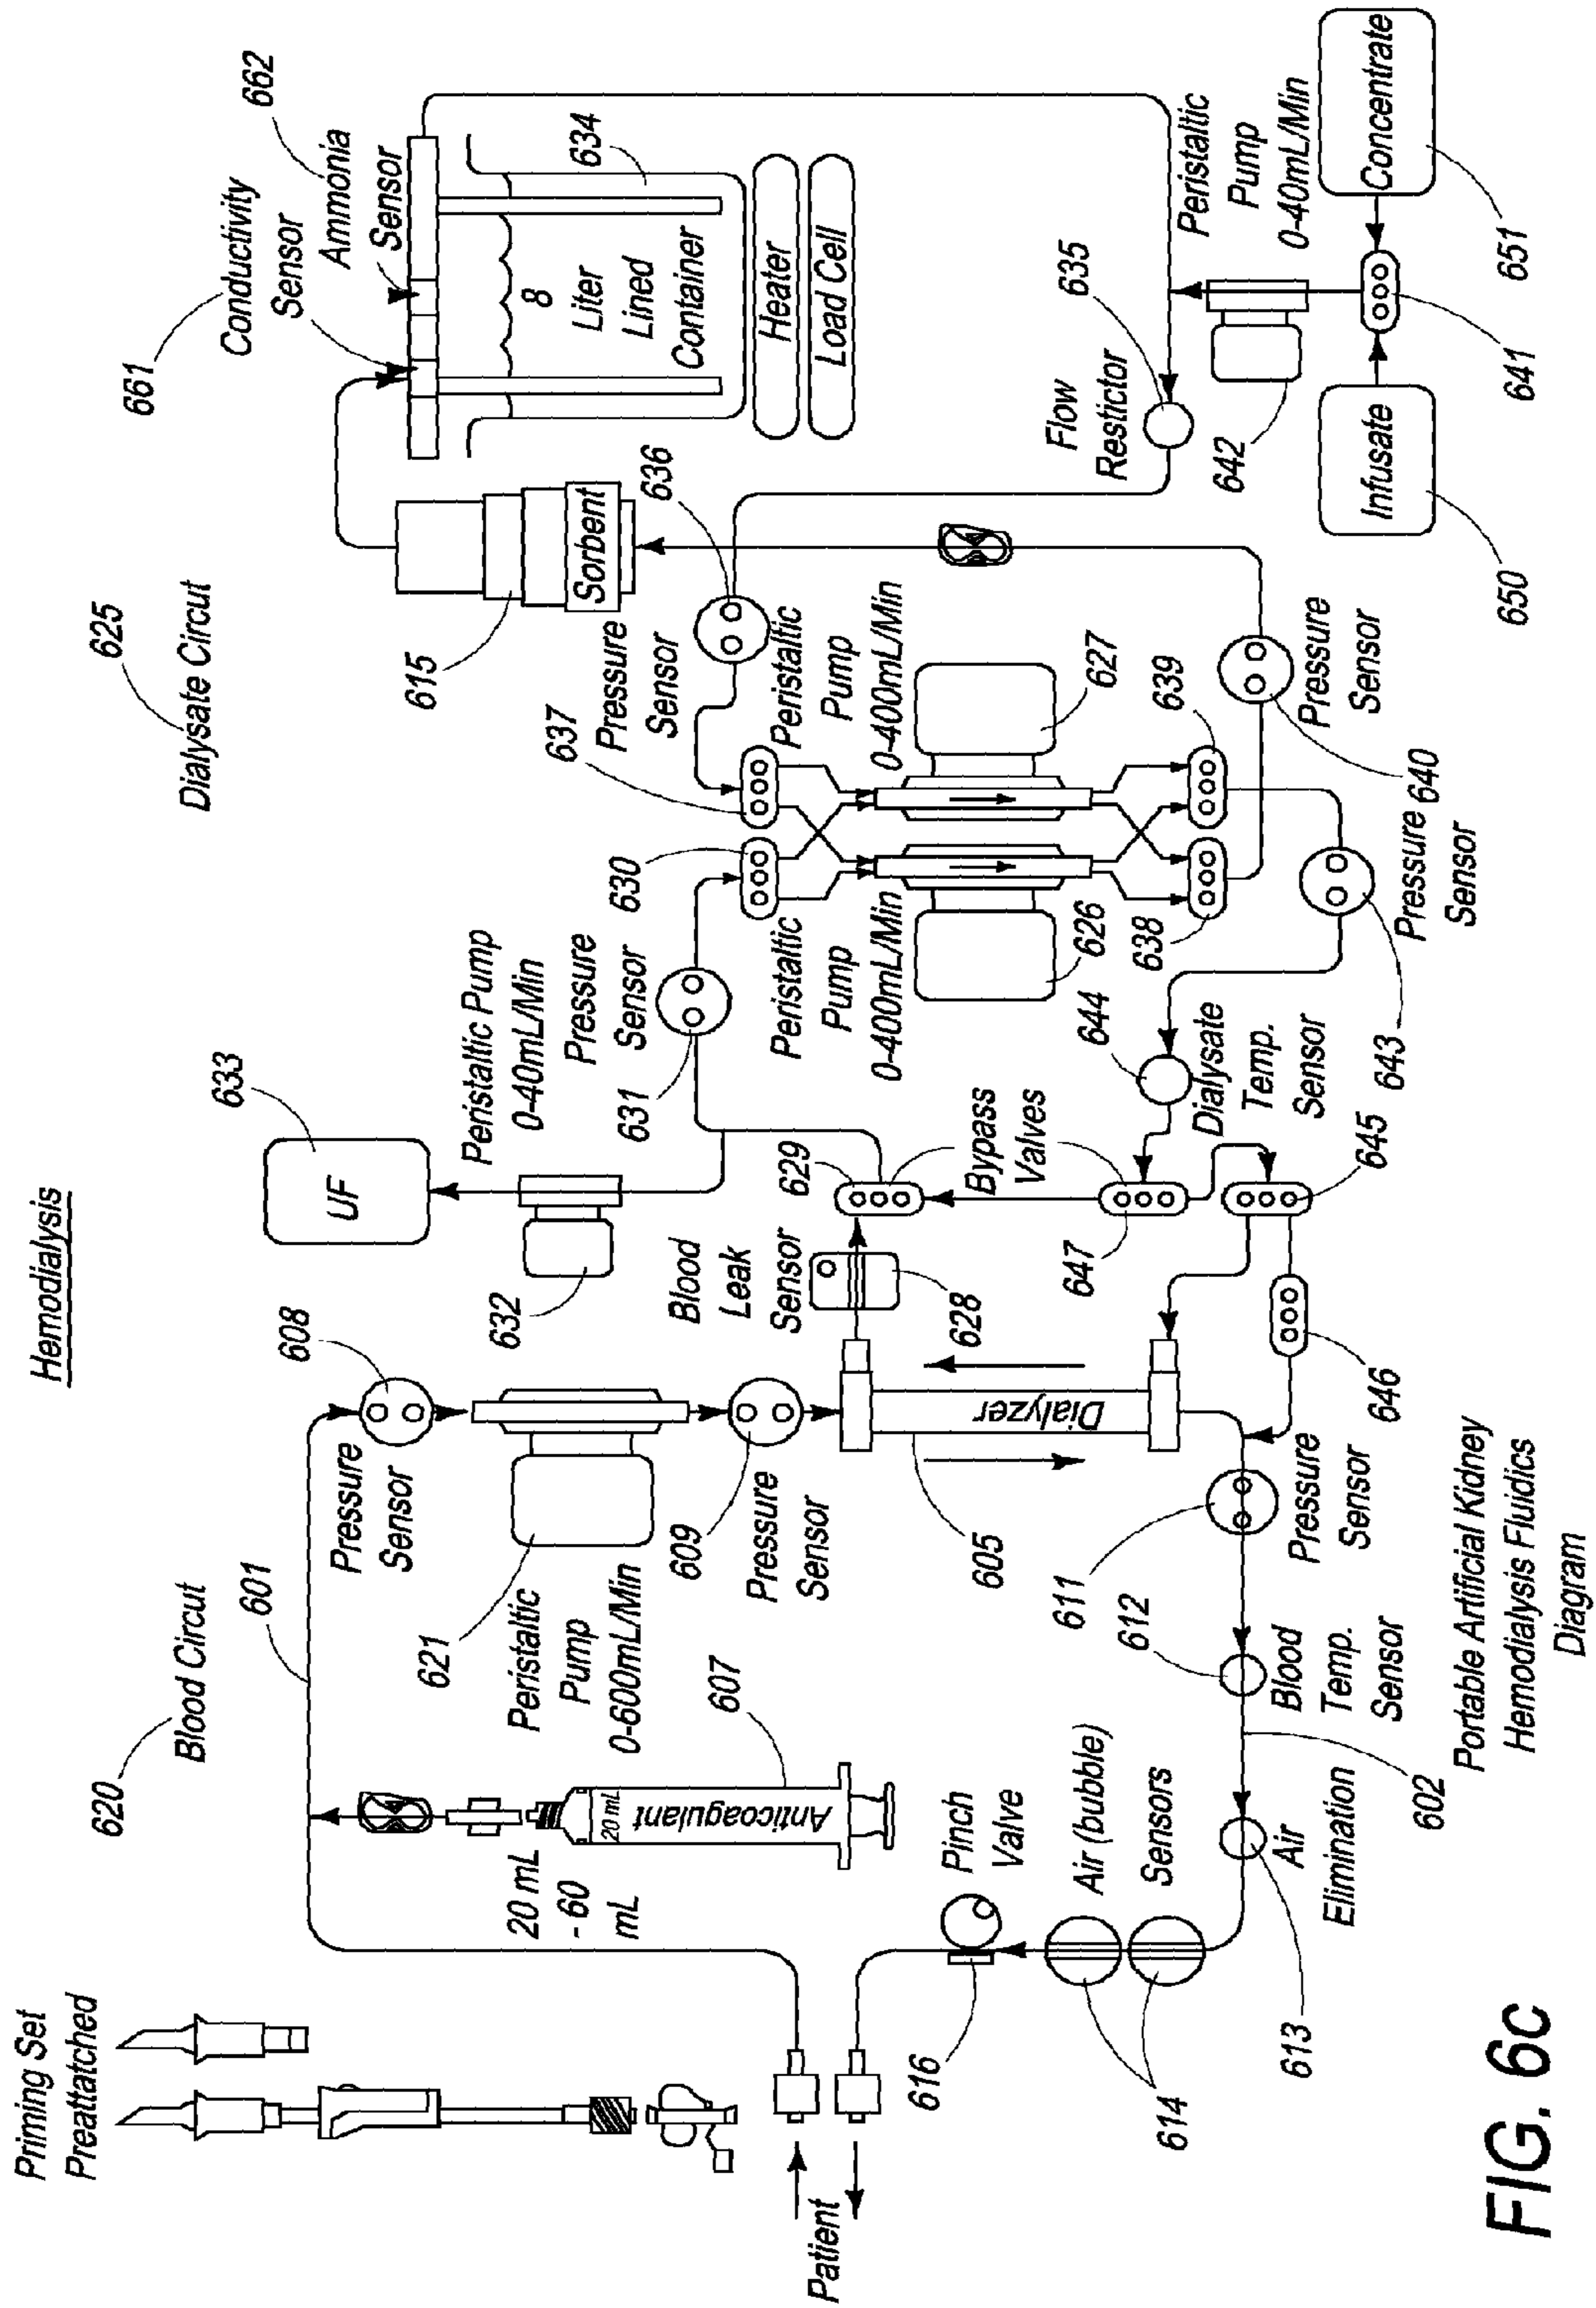 Hemodialysis
Priming Set
Preattatched
620
Blood Circut
601
Pressure
Sensor
608
633
UF
Peristaltic Pump
0-40mL/Min
632
625
Dialysate Circut
661
Conductivity
Sensor
662
Ammonia
Sensor
634
8
Liter
Lined
Container
Heater
Load Cell
615
Sorbent
636
Pressure
Sensor
637
Pressure
Sensor
631
630
Peristaltic
Pump
0-400mL/Min
627
Peristaltic
Pump
0-400mL/Min
626
639
638
640
Pressure
Sensor
Pressure
Sensor
643
644
Dialysate
Temp.
Sensor
Flow
Restictor
635
Peristaltic
Pump
0-40mL/Min
642
Concentrate
651
641
Infusate
650
20 mL
- 60
mL
20 mL
Anticoagulant
607
621
Peristaltic
Pump
0-600mL/Min
609
Pressure
Sensor
Blood
Leak
Sensor
628
629
Bypass
Valves
647
645
646
Dialyzer
605
611
Pressure
Sensor
612
Blood
Temp.
Sensor
602
Air
Elimination
613
Air (bubble)
Sensors
614
Pinch
Valve
616
Patient
Portable Artificial Kidney
Hemodialysis Fluidics
Diagram
FIG. 6c